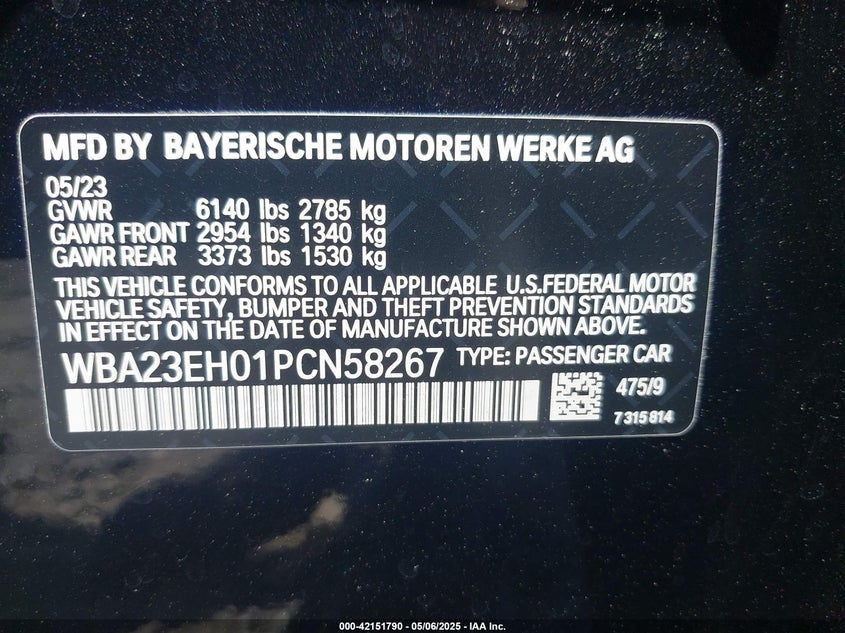 MFD BY BAYERISCHE MOTOREN WERKE AG
05/23
GVWR 6140 lbs 2785 kg
GAWR FRONT 2954 lbs 1340 kg
GAWR REAR 3373 lbs 1530 kg
THIS VEHICLE CONFORMS TO ALL APPLICABLE U.S.FEDERAL MOTOR
VEHICLE SAFETY, BUMPER AND THEFT PREVENTION STANDARDS
IN EFFECT ON THE DATE OF MANUFACTURE SHOWN ABOVE.
WBA23EH01PCN58267 TYPE: PASSENGER CAR
475/9
7315814
000-42151790 - 05/06/2025 - IAA Inc.